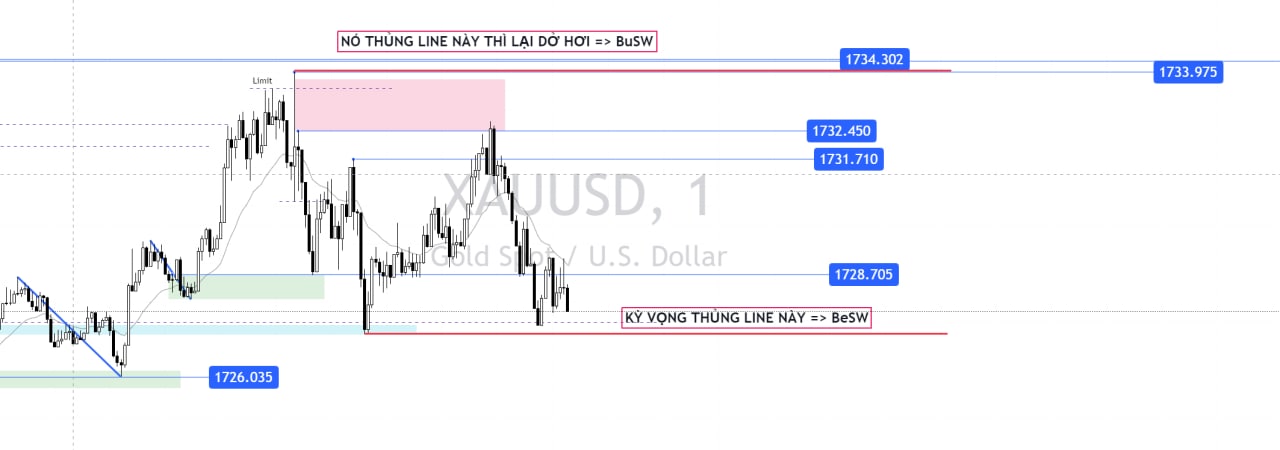 NÓ THỦNG LINE NÀY THÌ LẠI DỞ HƠI => BuSW
1734.302
1733.975
Limit
1732.450
1731.710
XAUUSD, 1
Gold Spot / U.S. Dollar
1728.705
KỲ VỌNG THỦNG LINE NÀY => BeSW
1726.035